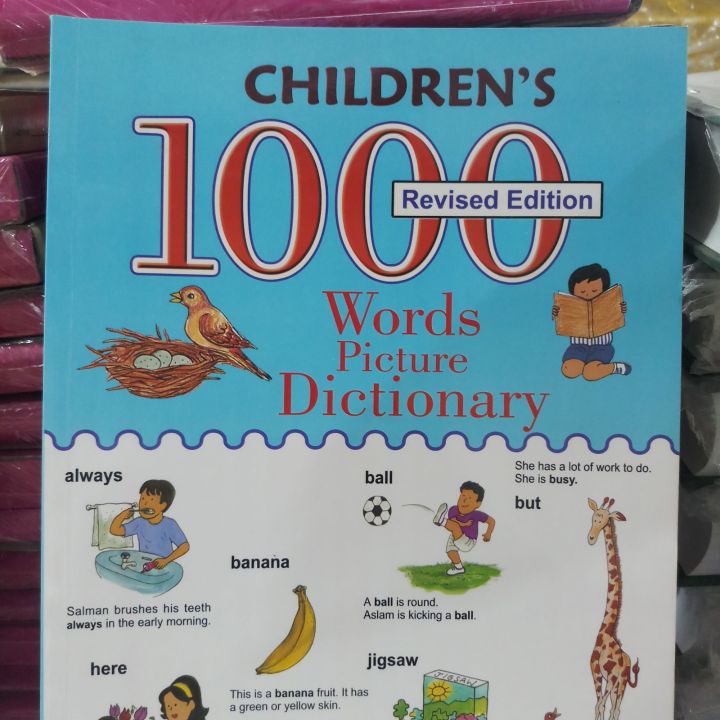 CHILDREN'S
1000
Revised Edition
Words
Picture
Dictionary
always
Salman brushes his teeth
always in the early morning.
banana
This is a banana fruit. It has
a green or yellow skin.
ball
A ball is round.
Aslam is kicking a ball.
She has a lot of work to do.
She is busy.
but
here
jigsaw
JIGSAW